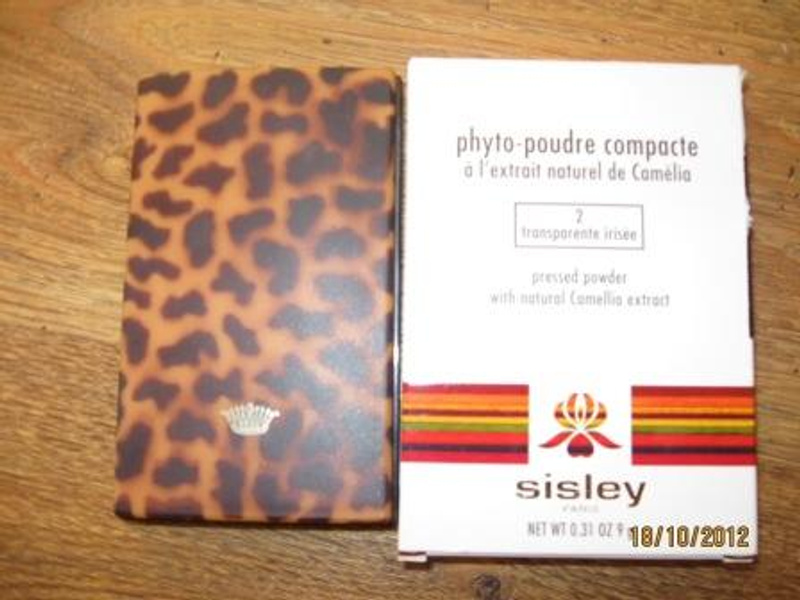 phyto-poudre compacte
à l'extrait naturel de Camélia
2
transparente irisée
pressed powder
with natural Camellia extract
sisley
PARIS
NET WT 0.31 OZ 9
18/10/2012